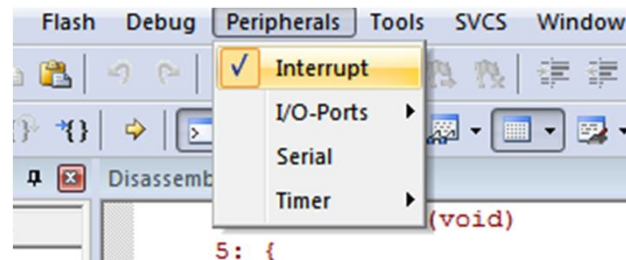 Flash Debug Peripherals Tools SVCS Window
Interrupt
I/O-Ports
Serial
Timer
Disassemb
(void)
5: {